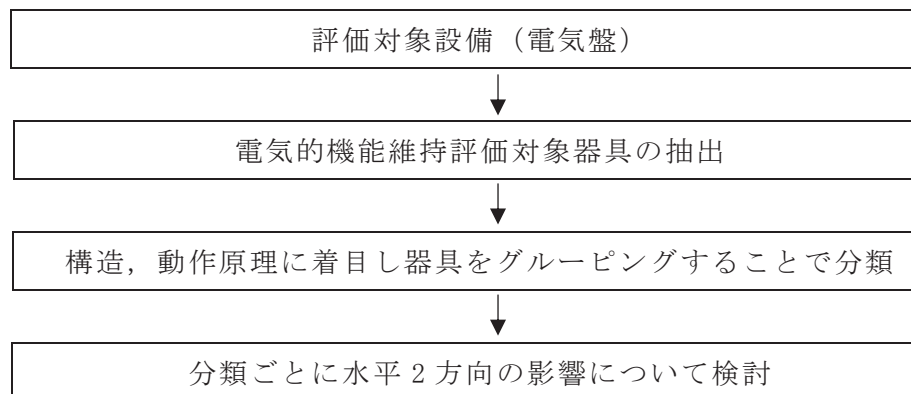 評価対象設備（電気盤）
電気的機能維持評価対象器具の抽出
構造，動作原理に着目し器具をグルーピングすることで分類
分類ごとに水平２方向の影響について検討